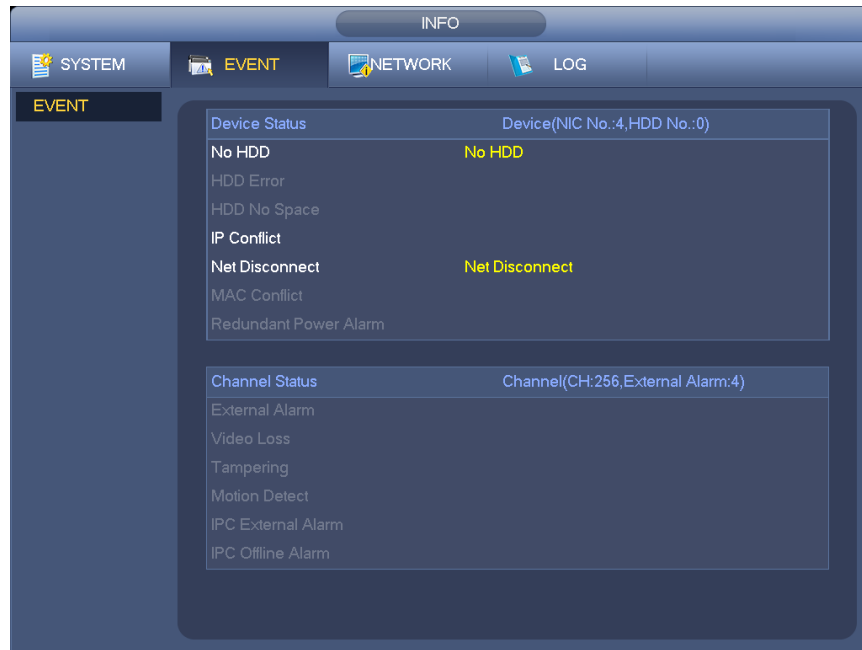 INFO
SYSTEM EVENT NETWORK LOG
EVENT
Device Status Device(NIC No.:4,HDD No.:0)
No HDD No HDD
HDD Error
HDD No Space
IP Conflict
Net Disconnect Net Disconnect
MAC Conflict
Redundant Power Alarm
Channel Status Channel(CH:256,External Alarm:4)
External Alarm
Video Loss
Tampering
Motion Detect
IPC External Alarm
IPC Offline Alarm